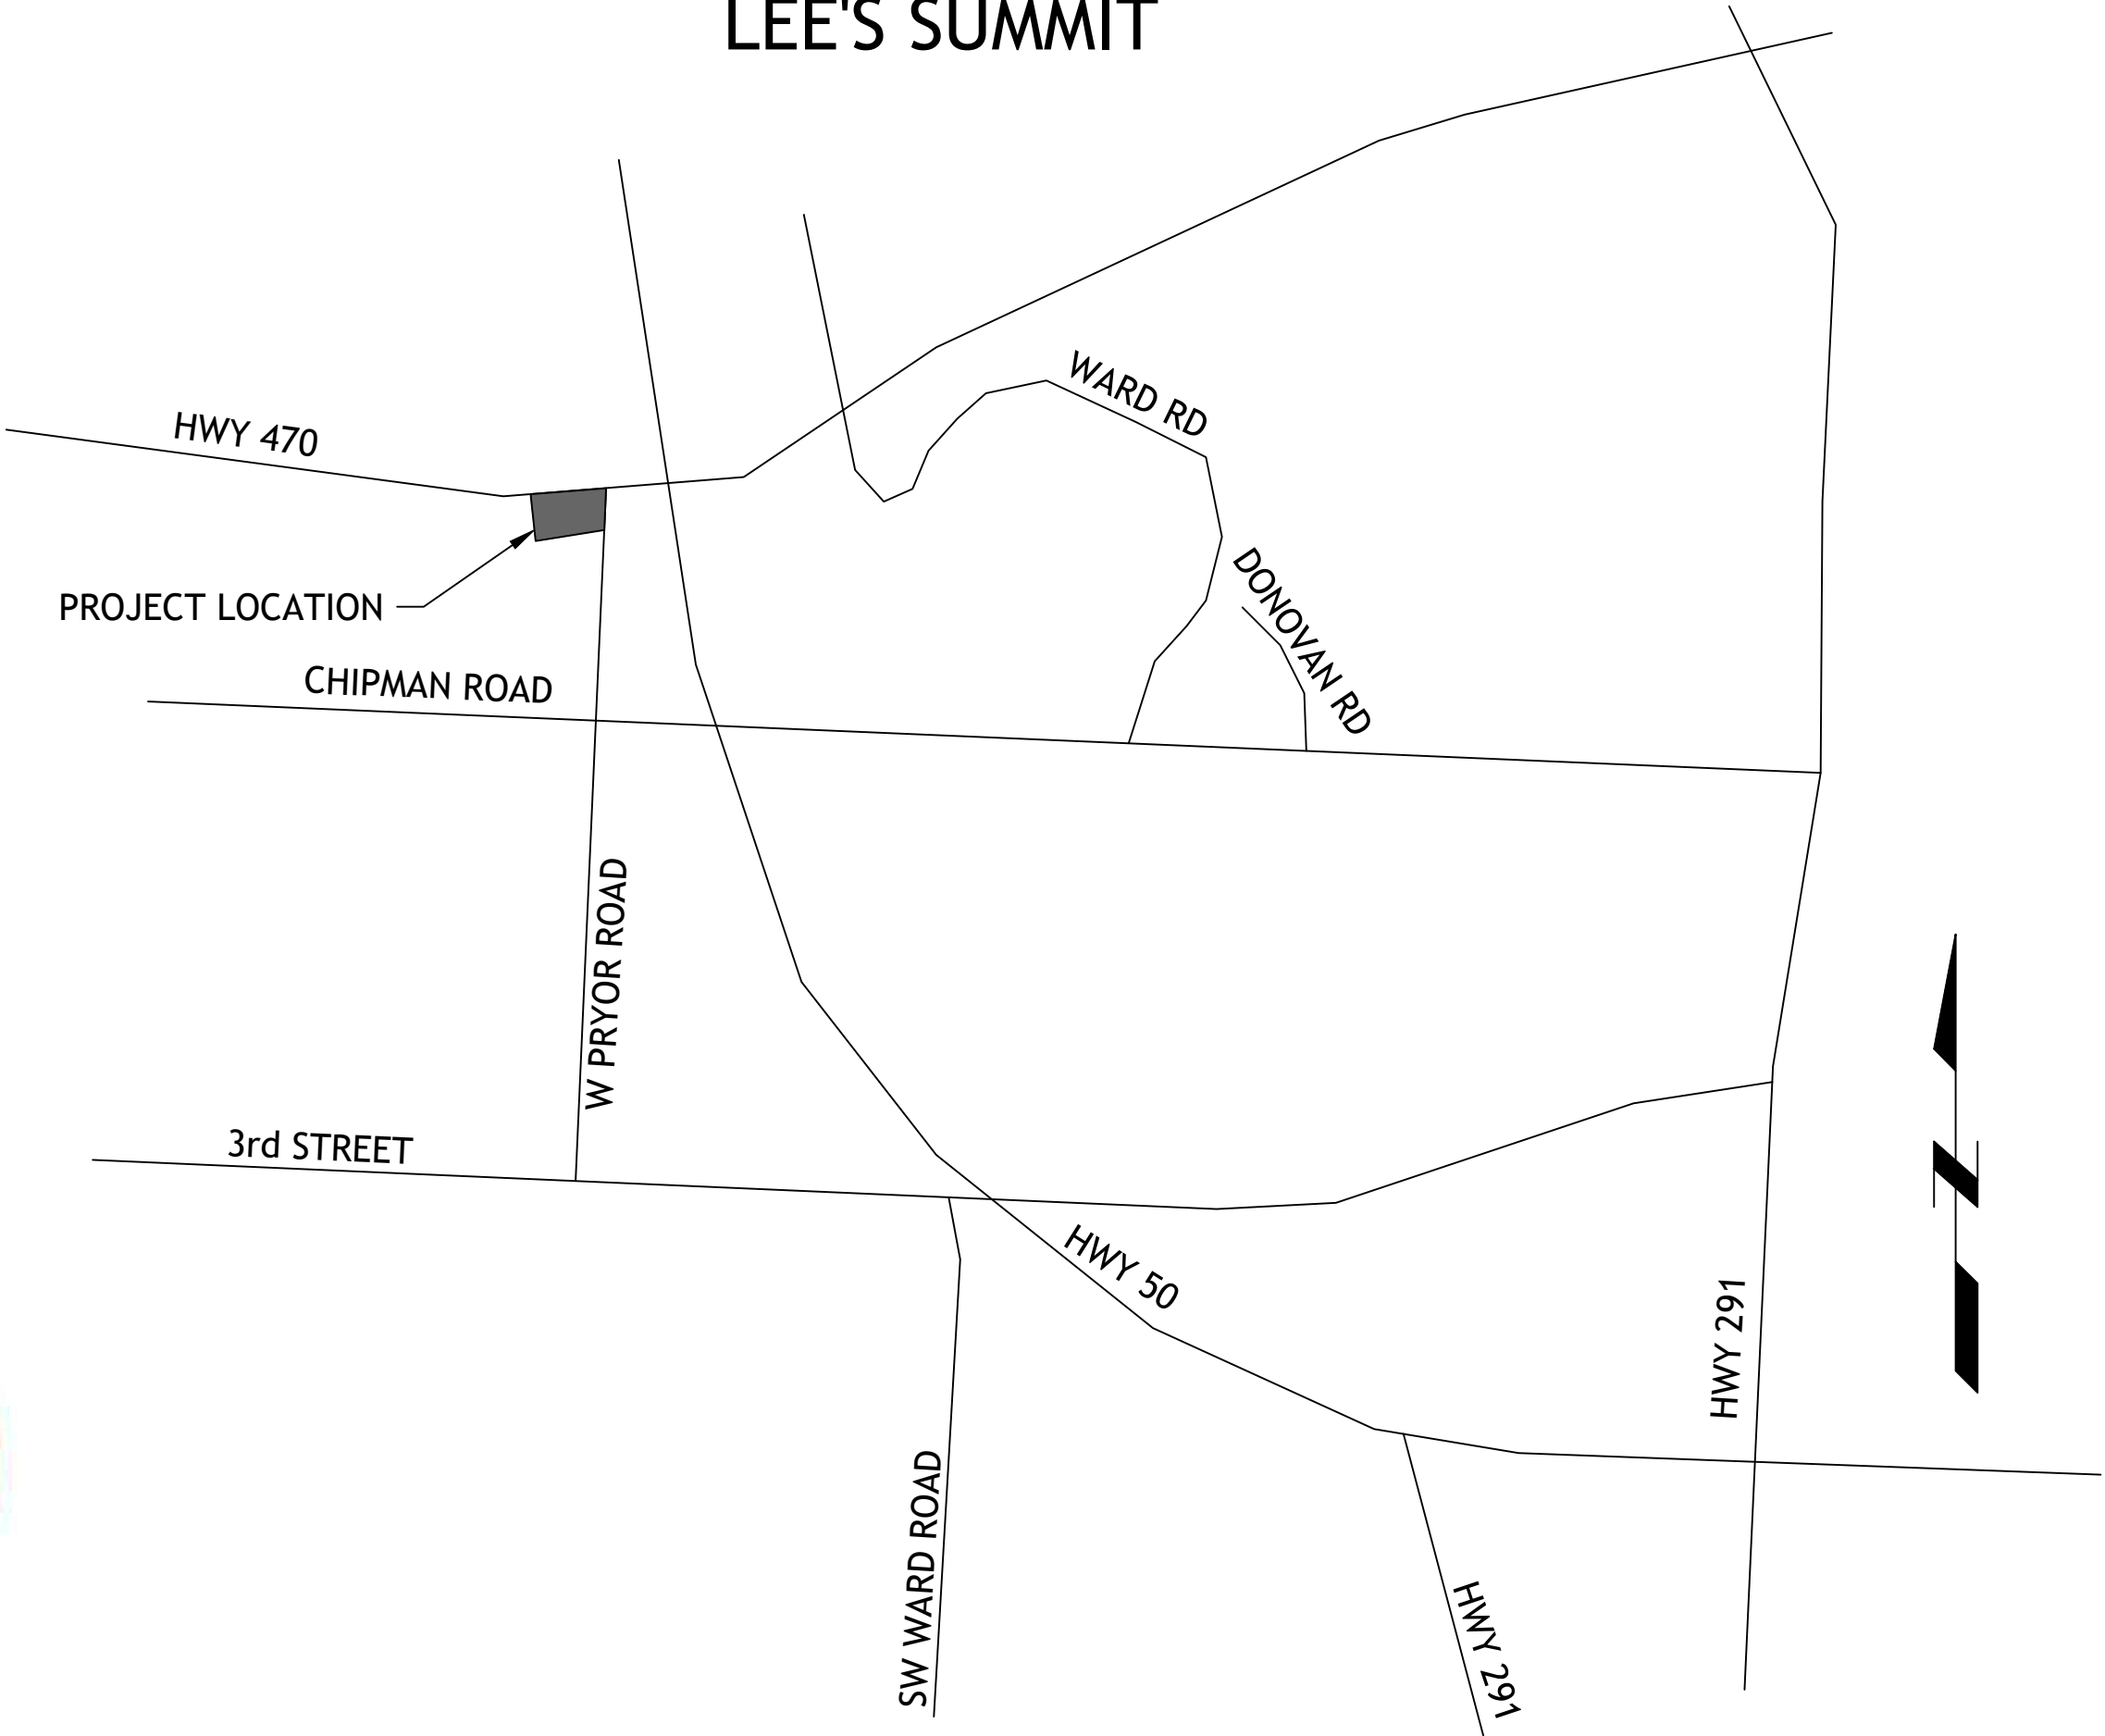 LEE'S SUMMIT
WARD RD
HWY 470
DONOVAN RD
PROJECT LOCATION
CHIPMAN ROAD
W PRYOR ROAD
3rd STREET
N
HWY 50
HWY 291
SW WARD ROAD
HWY 291